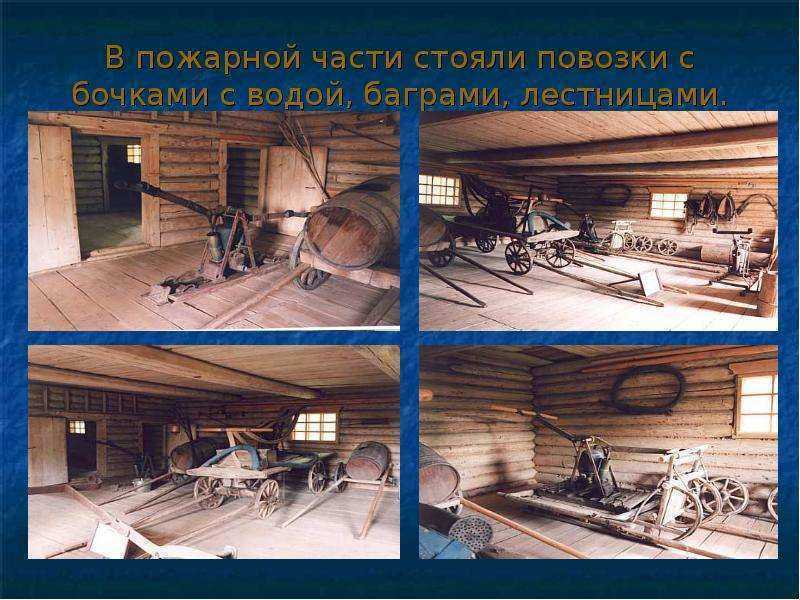 В пожарной части стояли повозки с
бочками с водой, баграми, лестницами.